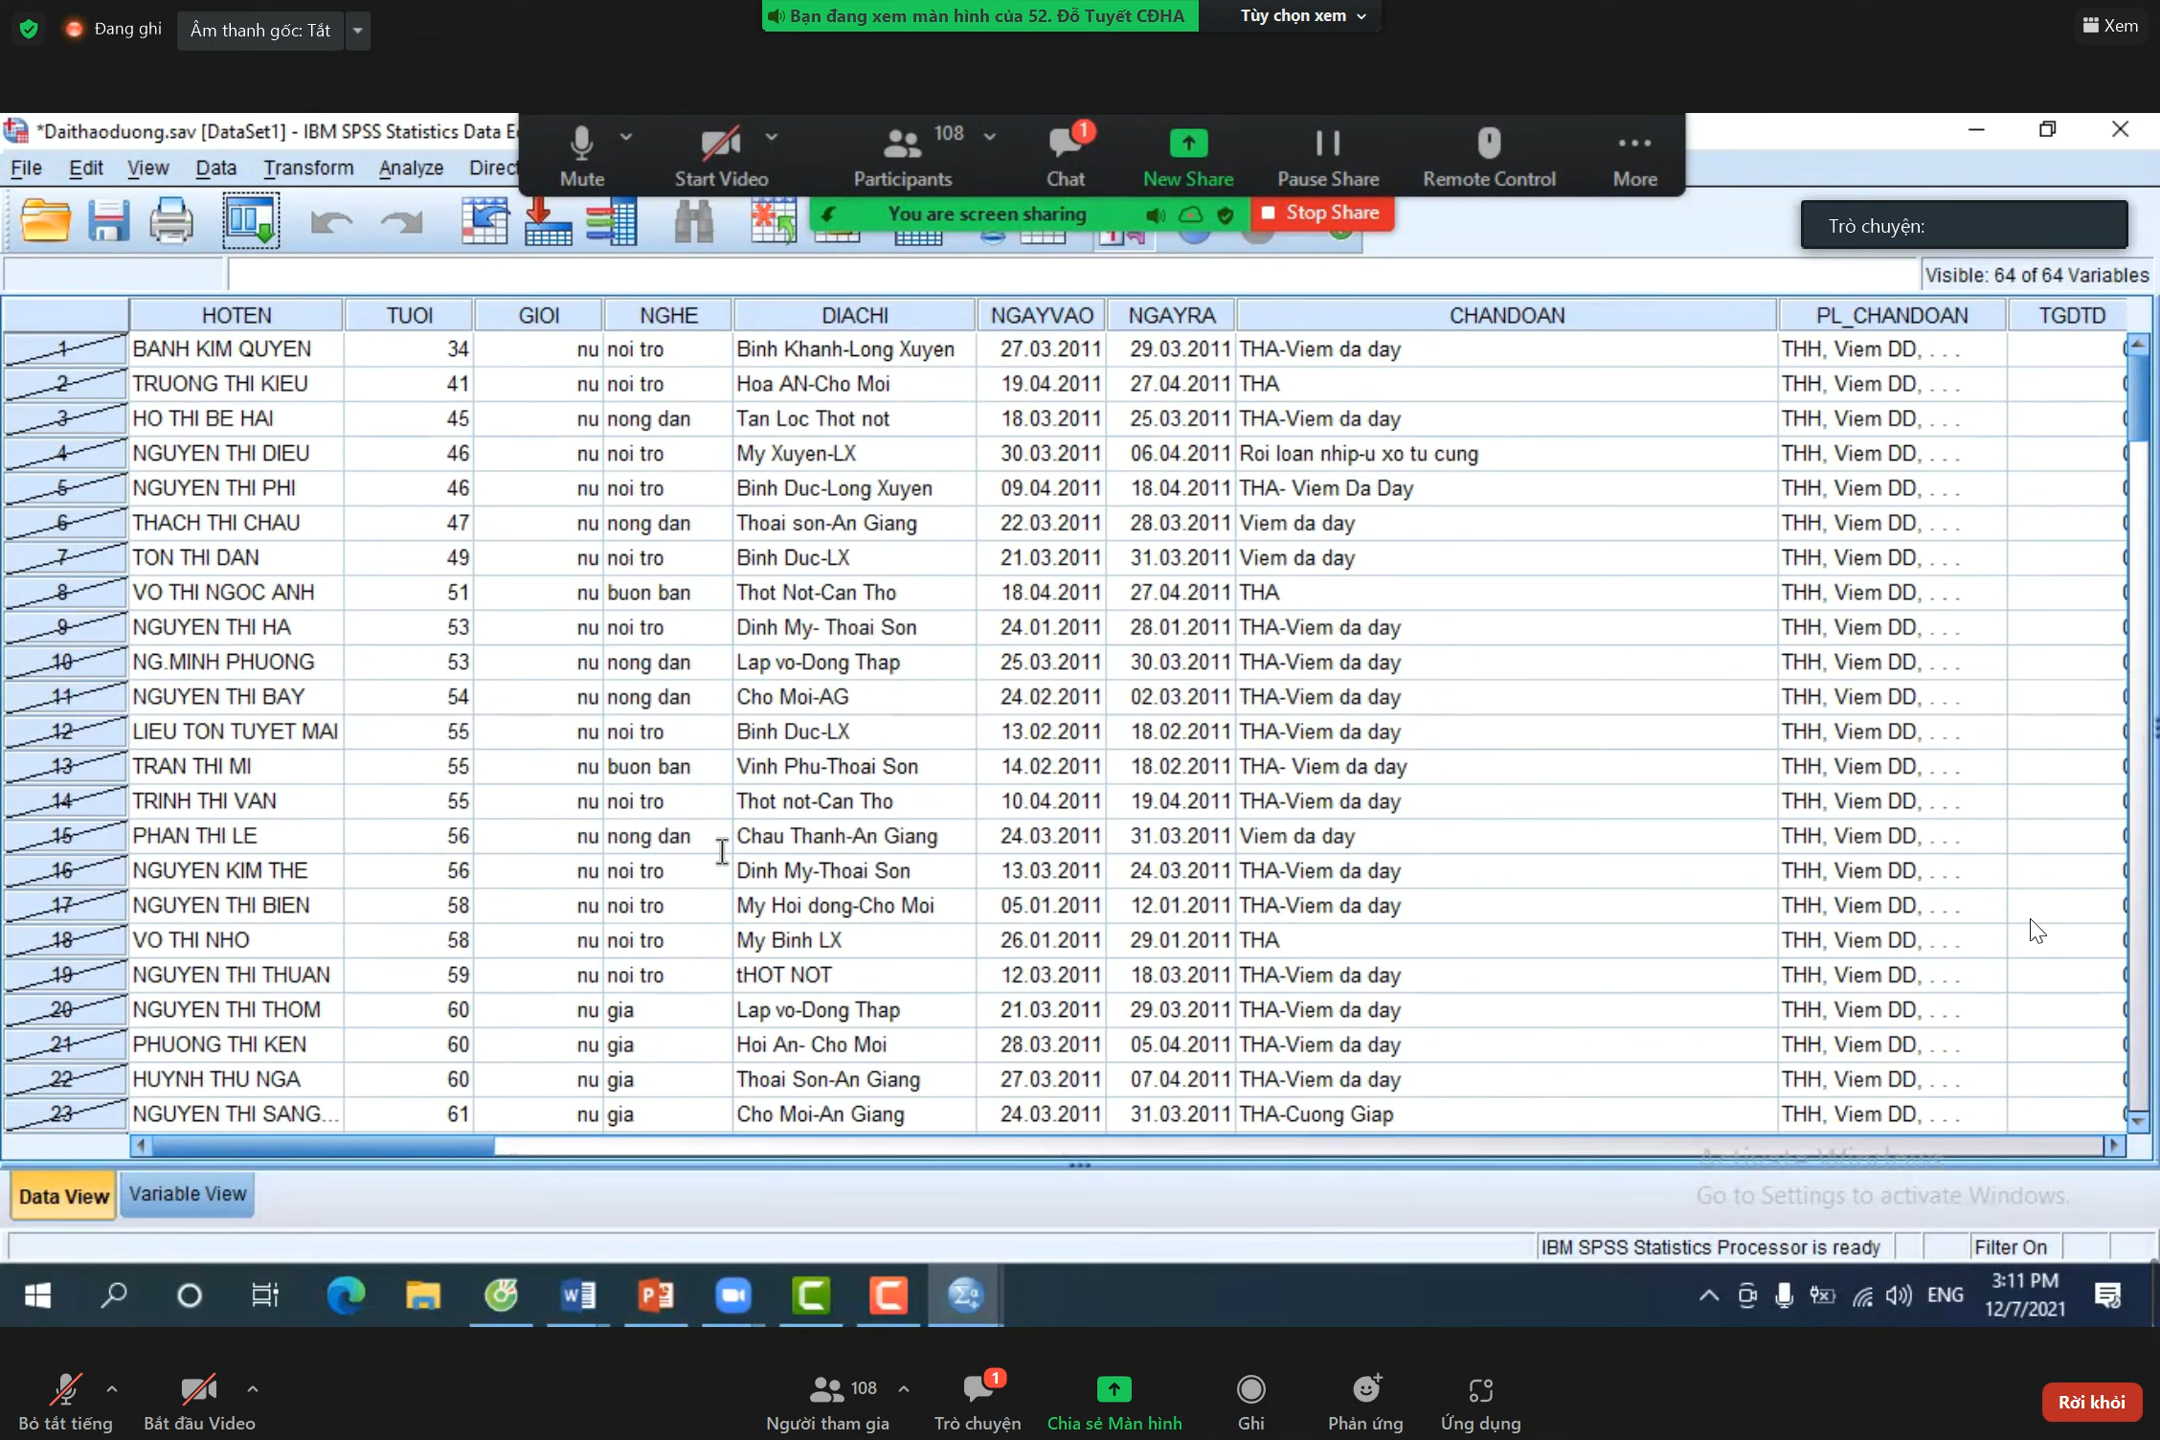 Đang ghi
Âm thanh gốc: Tắt
Bạn đang xem màn hình của 52. Đỗ Tuyết CĐHA
Tùy chọn xem
Xem
*Daithaoduong.sav [DataSet1] - IBM SPSS Statistics Data E
File Edit View Data Transform Analyze Direct
Mute
Start Video
108
Participants
1
Chat
New Share
Pause Share
Remote Control
More
You are screen sharing
Stop Share
Trò chuyện:
Visible: 64 of 64 Variables
HOTEN TUOI GIOI NGHE DIACHI NGAYVAO NGAYRA CHANDOAN PL_CHANDOAN TGDTD
1 BANH KIM QUYEN 34 nu noi tro Binh Khanh-Long Xuyen 27.03.2011 29.03.2011 THA-Viem da day THH, Viem DD, . . .
2 TRUONG THI KIEU 41 nu noi tro Hoa AN-Cho Moi 19.04.2011 27.04.2011 THA THH, Viem DD, . . .
3 HO THI BE HAI 45 nu nong dan Tan Loc Thot not 18.03.2011 25.03.2011 THA-Viem da day THH, Viem DD, . . .
4 NGUYEN THI DIEU 46 nu noi tro My Xuyen-LX 30.03.2011 06.04.2011 Roi loan nhip-u xo tu cung THH, Viem DD, . . .
5 NGUYEN THI PHI 46 nu noi tro Binh Duc-Long Xuyen 09.04.2011 18.04.2011 THA- Viem Da Day THH, Viem DD, . . .
6 THACH THI CHAU 47 nu nong dan Thoai son-An Giang 22.03.2011 28.03.2011 Viem da day THH, Viem DD, . . .
7 TON THI DAN 49 nu noi tro Binh Duc-LX 21.03.2011 31.03.2011 Viem da day THH, Viem DD, . . .
8 VO THI NGOC ANH 51 nu buon ban Thot Not-Can Tho 18.04.2011 27.04.2011 THA THH, Viem DD, . . .
9 NGUYEN THI HA 53 nu noi tro Dinh My- Thoai Son 24.01.2011 28.01.2011 THA-Viem da day THH, Viem DD, . . .
10 NG.MINH PHUONG 53 nu nong dan Lap vo-Dong Thap 25.03.2011 30.03.2011 THA-Viem da day THH, Viem DD, . . .
11 NGUYEN THI BAY 54 nu nong dan Cho Moi-AG 24.02.2011 02.03.2011 THA-Viem da day THH, Viem DD, . . .
12 LIEU TON TUYET MAI 55 nu noi tro Binh Duc-LX 13.02.2011 18.02.2011 THA-Viem da day THH, Viem DD, . . .
13 TRAN THI MI 55 nu buon ban Vinh Phu-Thoai Son 14.02.2011 18.02.2011 THA- Viem da day THH, Viem DD, . . .
14 TRINH THI VAN 55 nu noi tro Thot not-Can Tho 10.04.2011 19.04.2011 THA-Viem da day THH, Viem DD, . . .
15 PHAN THI LE 56 nu nong dan Chau Thanh-An Giang 24.03.2011 31.03.2011 Viem da day THH, Viem DD, . . .
16 NGUYEN KIM THE 56 nu noi tro Dinh My-Thoai Son 13.03.2011 24.03.2011 THA-Viem da day THH, Viem DD, . . .
17 NGUYEN THI BIEN 58 nu noi tro My Hoi dong-Cho Moi 05.01.2011 12.01.2011 THA-Viem da day THH, Viem DD, . . .
18 VO THI NHO 58 nu noi tro My Binh LX 26.01.2011 29.01.2011 THA THH, Viem DD, . . .
19 NGUYEN THI THUAN 59 nu noi tro tHOT NOT 12.03.2011 18.03.2011 THA-Viem da day THH, Viem DD, . . .
20 NGUYEN THI THOM 60 nu gia Lap vo-Dong Thap 21.03.2011 29.03.2011 THA-Viem da day THH, Viem DD, . . .
21 PHUONG THI KEN 60 nu gia Hoi An- Cho Moi 28.03.2011 05.04.2011 THA-Viem da day THH, Viem DD, . . .
22 HUYNH THU NGA 60 nu gia Thoai Son-An Giang 27.03.2011 07.04.2011 THA-Viem da day THH, Viem DD, . . .
23 NGUYEN THI SANG... 61 nu gia Cho Moi-An Giang 24.03.2011 31.03.2011 THA-Cuong Giap THH, Viem DD, . . .
Data View Variable View
Go to Settings to activate Windows.
IBM SPSS Statistics Processor is ready
Filter On
ENG
3:11 PM
12/7/2021
Bỏ tắt tiếng
Bắt đầu Video
108
Người tham gia
1
Trò chuyện
Chia sẻ Màn hình
Ghi
Phản ứng
Ứng dụng
Rời khỏi